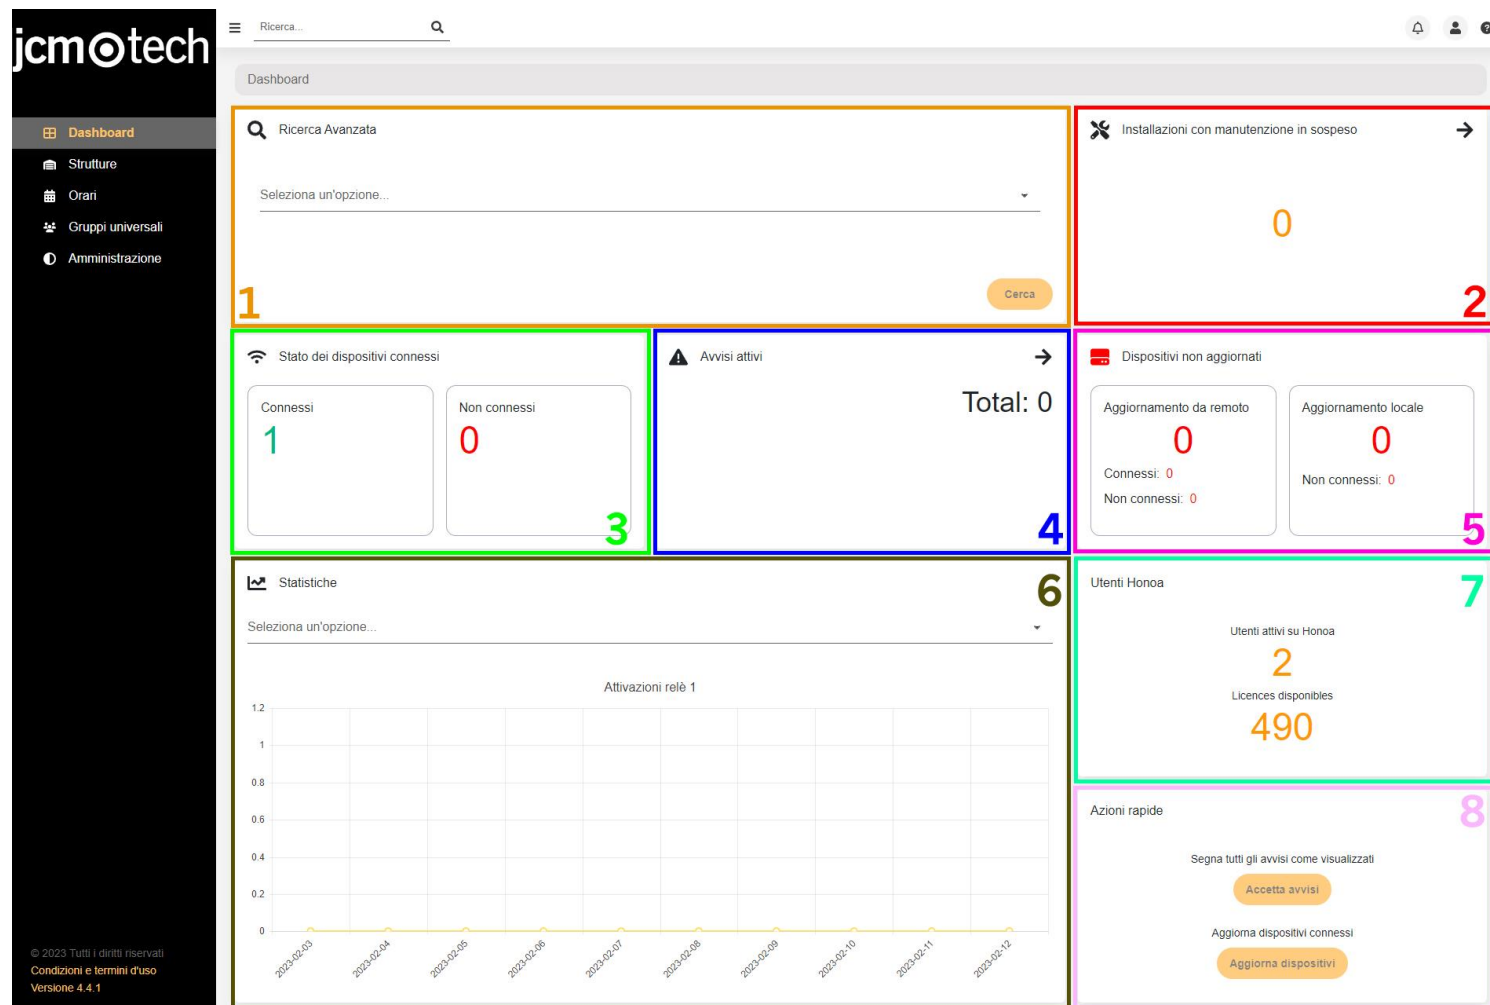 jcmotech
Ricerca...
Dashboard
Dashboard
Strutture
Orari
Gruppi universali
Amministrazione
Ricerca Avanzata
Seleziona un'opzione...
Cerca
1
Installazioni con manutenzione in sospeso
0
2
Stato dei dispositivi connessi
Connessi
1
Non connessi
0
3
Avvisi attivi
Total: 0
4
Dispositivi non aggiornati
Aggiornamento da remoto
0
Connessi: 0
Non connessi: 0
Aggiornamento locale
0
Non connessi: 0
5
Statistiche
6
Seleziona un'opzione...
Attivazioni relè 1
1.2
1
0.8
0.6
0.4
0.2
0
2023-02-03
2023-02-04
2023-02-05
2023-02-06
2023-02-07
2023-02-08
2023-02-09
2023-02-10
2023-02-11
2023-02-12
Utenti Honoa
7
Utenti attivi su Honoa
2
Licences disponibles
490
Azioni rapide
8
Segna tutti gli avvisi come visualizzati
Accetta avvisi
Aggiorna dispositivi connessi
Aggiorna dispositivi
© 2023 Tutti i diritti riservati
Condizioni e termini d'uso
Versione 4.4.1